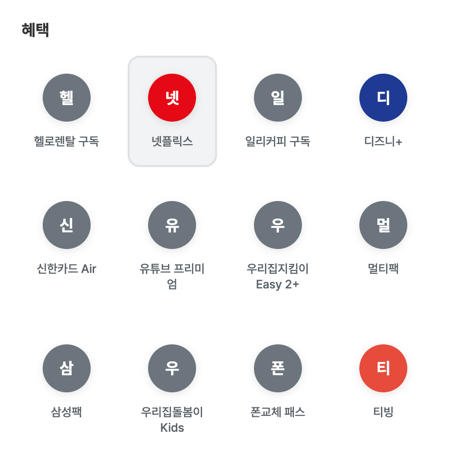 혜택
헬 넷 일 디
헬로렌탈 구독 넷플릭스 일리커피 구독 디즈니+
신 유 우 멀
신한카드 Air 유튜브 프리미 우리집지킴이 멀티팩
엄 Easy 2+
삼 우 폰 티
삼성팩 우리집돌봄이 폰교체 패스 티빙
Kids